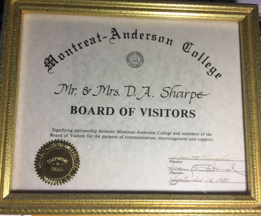 Montreat-Anderson College
Mr. & Mrs. D. A. Sharpe
BOARD OF VISITORS
Signifying partnership between Montreat-Anderson College and members of the
Board of Visitors for the purpose of communication, encouragement and support.